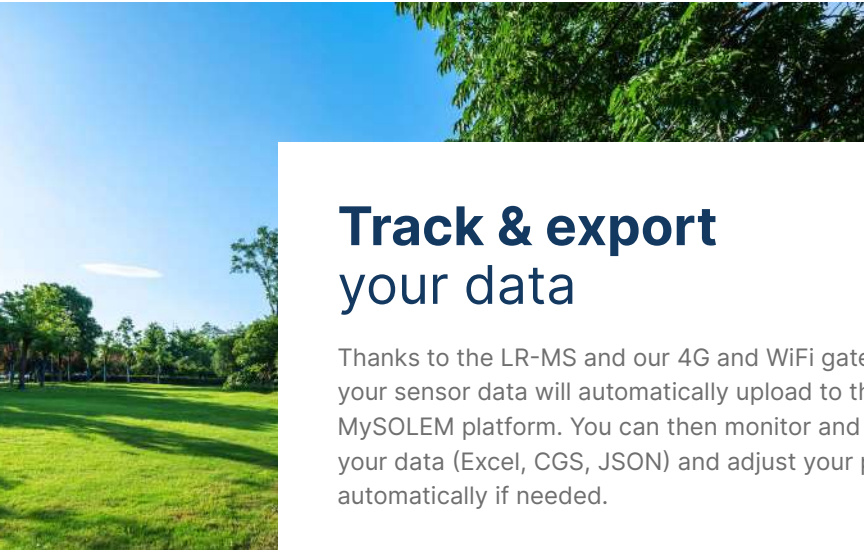 Track & export
your data
Thanks to the LR-MS and our 4G and WiFi
your sensor data will automatically upload to
MySOLEM platform. You can then monitor and
your data (Excel, CGS, JSON) and adjust your
automatically if needed.